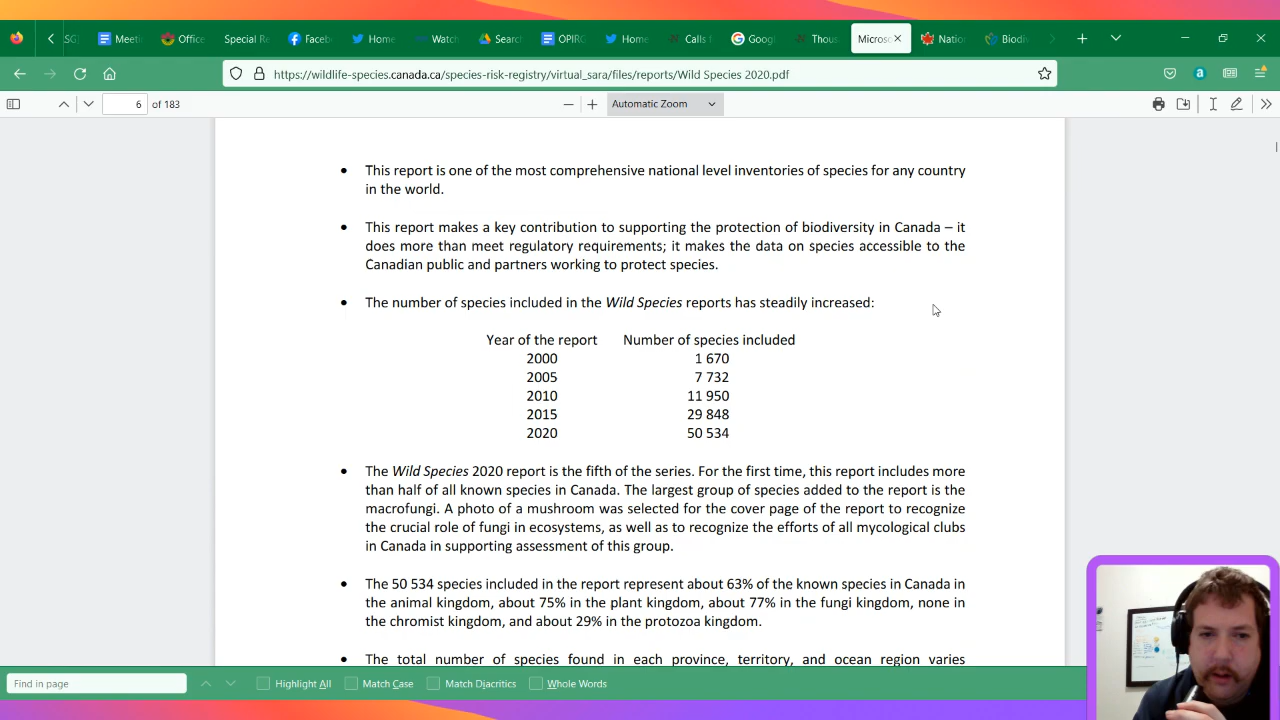 SG
Meeti
Office
Special Re
Faceb
Home
Watch
Search
OPIRG
Home
Calls f
Googl
Thous
Microso
Natio
Biodiv
https://wildlife-species.canada.ca/species-risk-registry/virtual_sara/files/reports/Wild Species 2020.pdf
6 of 183
Automatic Zoom
• This report is one of the most comprehensive national level inventories of species for any country
in the world.
• This report makes a key contribution to supporting the protection of biodiversity in Canada – it
does more than meet regulatory requirements; it makes the data on species accessible to the
Canadian public and partners working to protect species.
• The number of species included in the Wild Species reports has steadily increased:
Year of the report Number of species included
2000 1 670
2005 7 732
2010 11 950
2015 29 848
2020 50 534
• The Wild Species 2020 report is the fifth of the series. For the first time, this report includes more
than half of all known species in Canada. The largest group of species added to the report is the
macrofungi. A photo of a mushroom was selected for the cover page of the report to recognize
the crucial role of fungi in ecosystems, as well as to recognize the efforts of all mycological clubs
in Canada in supporting assessment of this group.
• The 50 534 species included in the report represent about 63% of the known species in Canada in
the animal kingdom, about 75% in the plant kingdom, about 77% in the fungi kingdom, none in
the chromist kingdom, and about 29% in the protozoa kingdom.
• The total number of species found in each province, territory, and ocean region varies
Find in page
Highlight All
Match Case
Match Diacritics
Whole Words